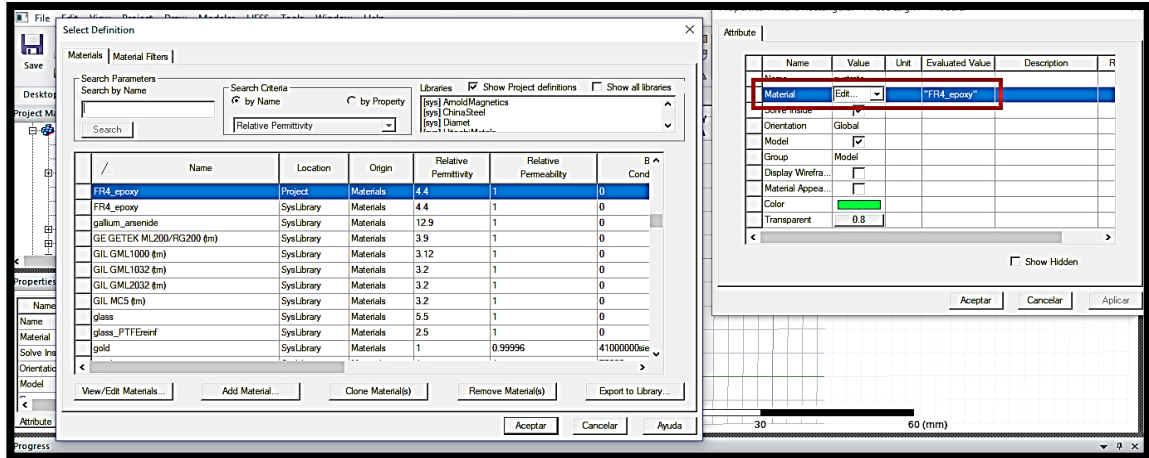 File
Save
Desktop
Project Ma
Properties
Name
Name
Material
Solve Ins
Orientatio
Model
Attribute
Progress
Select Definition
Materials Material Filters
Search Parameters
Search by Name
Search
Search Criteria
by Name by Property
Relative Permittivity
Libraries Show Project definitions Show all libraries
[sys] ArnoldMagnetics
[sys] ChinaSteel
[sys] Diamet
/ Name Location Origin Relative Permittivity Relative Permeability B Cond
FR4_epoxy Project Materials 4.4 1 0
FR4_epoxy SysLibrary Materials 4.4 1 0
gallium_arsenide SysLibrary Materials 12.9 1 0
GE GETEK ML200/RG200 (tm) SysLibrary Materials 3.9 1 0
GIL GML1000 (tm) SysLibrary Materials 3.12 1 0
GIL GML1032 (tm) SysLibrary Materials 3.2 1 0
GIL GML2032 (tm) SysLibrary Materials 3.2 1 0
GIL MC5 (tm) SysLibrary Materials 3.2 1 0
glass SysLibrary Materials 5.5 1 0
glass_PTFEreinf SysLibrary Materials 2.5 1 0
gold SysLibrary Materials 1 0.99996 41000000sie
View/Edit Materials... Add Material... Clone Material(s) Remove Material(s) Export to Library...
Aceptar Cancelar Ayuda
Attribute
Name Value Unit Evaluated Value Description R
Material Edit... "FR4_epoxy"
Solve Inside
Orientation Global
Model
Group Model
Display Wirefra...
Material Appea...
Color
Transparent 0.8
Show Hidden
Aceptar Cancelar Aplicar
30 60 (mm)